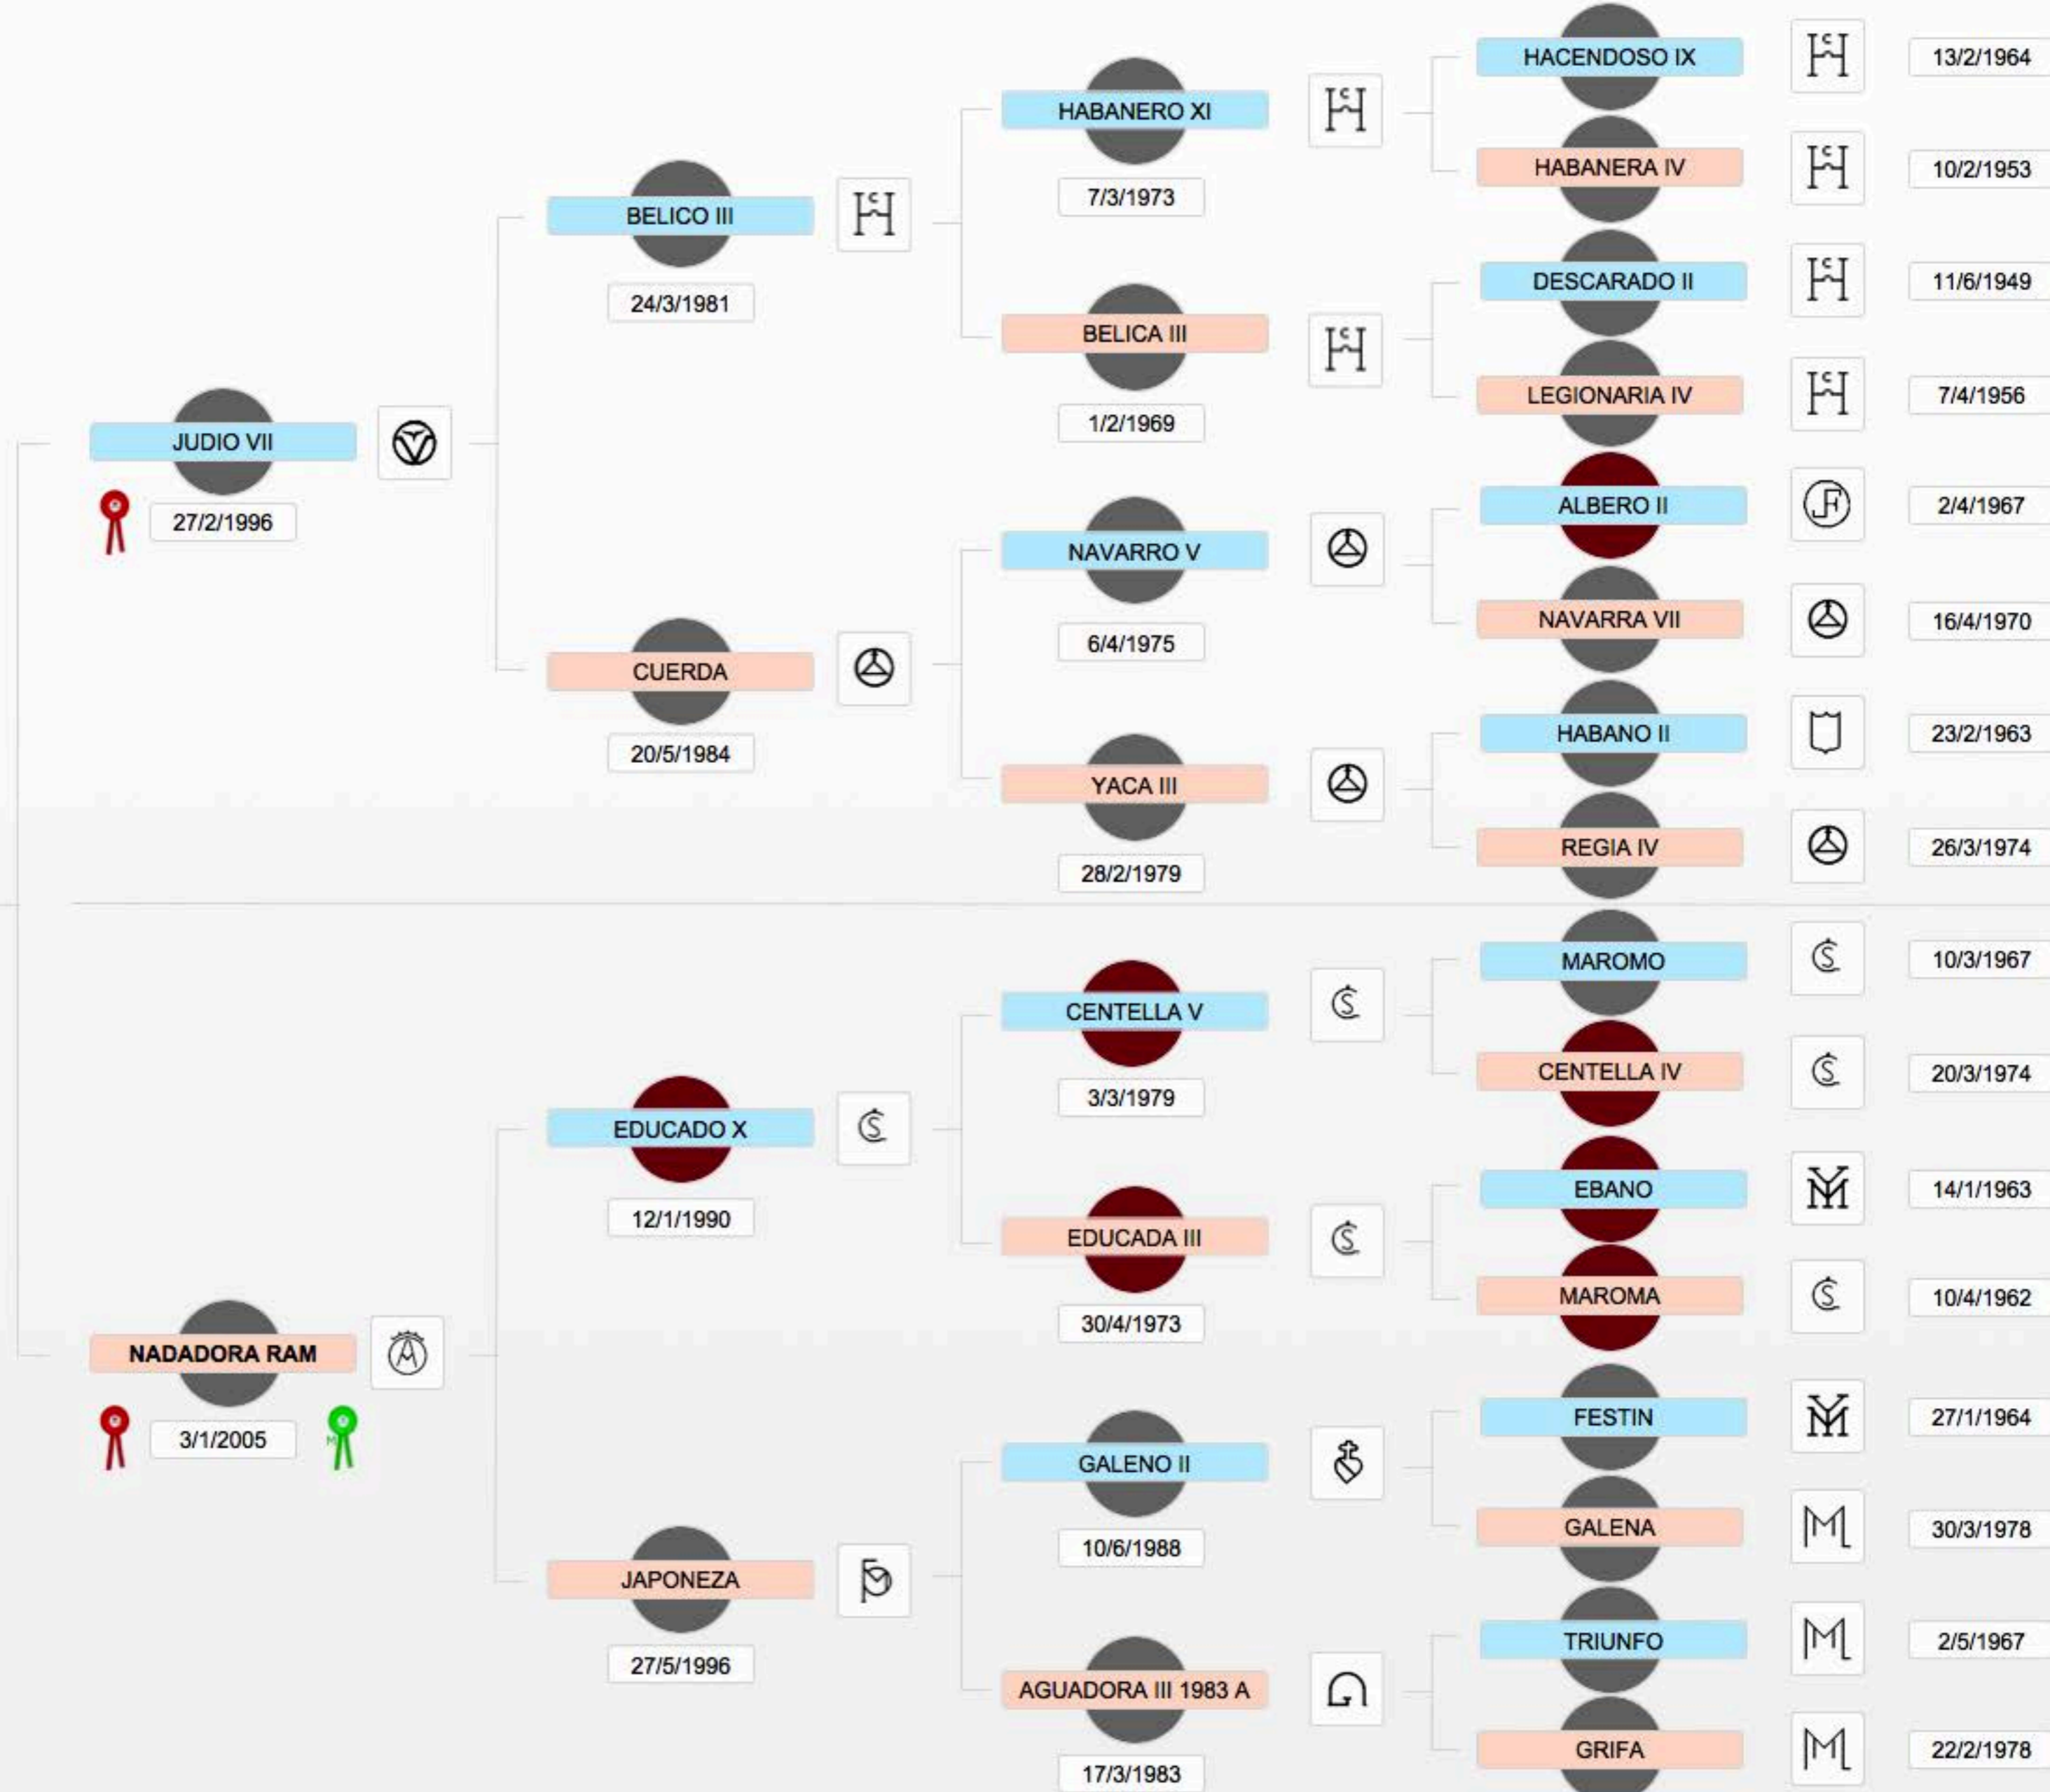 HACENDOSO IX
13/2/1964
HABANERO XI
7/3/1973
HABANERA IV
10/2/1953
BELICO III
24/3/1981
DESCARADO II
11/6/1949
BELICA III
1/2/1969
LEGIONARIA IV
7/4/1956
JUDIO VII
27/2/1996
ALBERO II
2/4/1967
NAVARRO V
6/4/1975
NAVARRA VII
16/4/1970
CUERDA
20/5/1984
HABANO II
23/2/1963
YACA III
28/2/1979
REGIA IV
26/3/1974
MAROMO
10/3/1967
CENTELLA V
3/3/1979
CENTELLA IV
20/3/1974
EDUCADO X
12/1/1990
EBANO
14/1/1963
EDUCADA III
30/4/1973
MAROMA
10/4/1962
NADADORA RAM
3/1/2005
M
FESTIN
27/1/1964
GALENO II
10/6/1988
GALENA
30/3/1978
JAPONEZA
27/5/1996
TRIUNFO
2/5/1967
AGUADORA III 1983 A
17/3/1983
GRIFA
22/2/1978